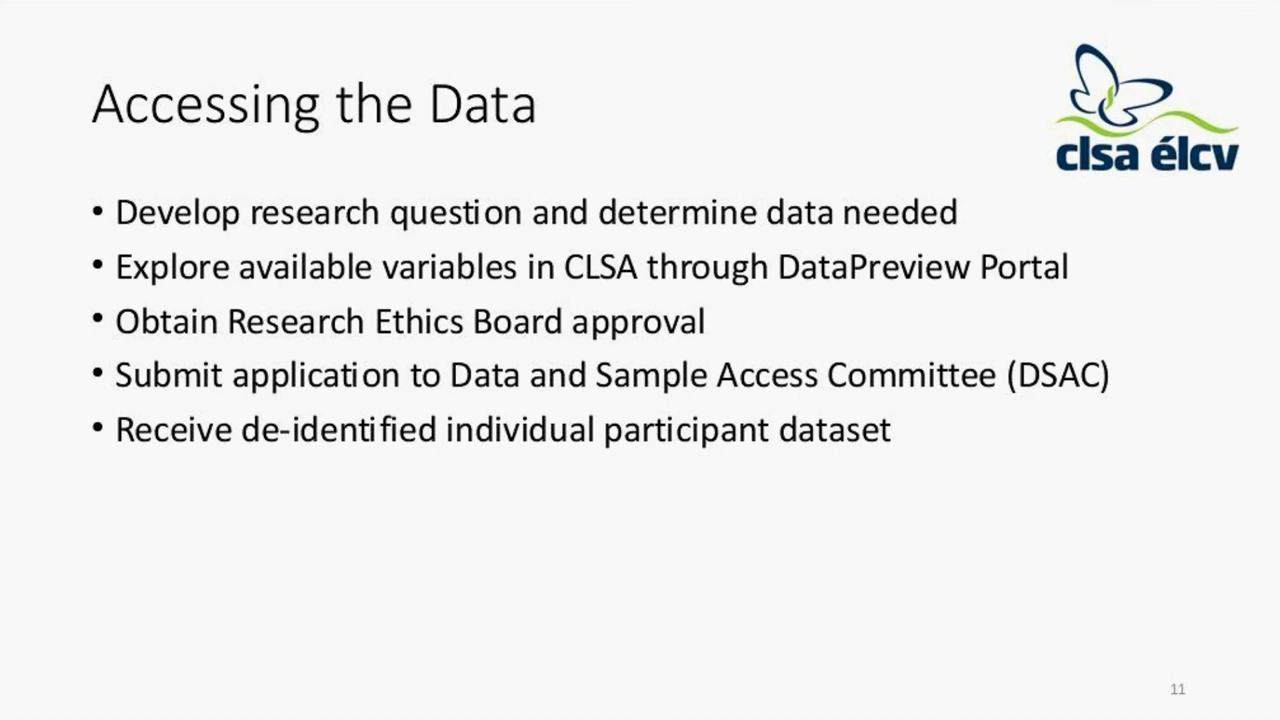 Accessing the Data
clsa élcv
• Develop research question and determine data needed
• Explore available variables in CLSA through DataPreview Portal
• Obtain Research Ethics Board approval
• Submit application to Data and Sample Access Committee (DSAC)
• Receive de-identified individual participant dataset
11